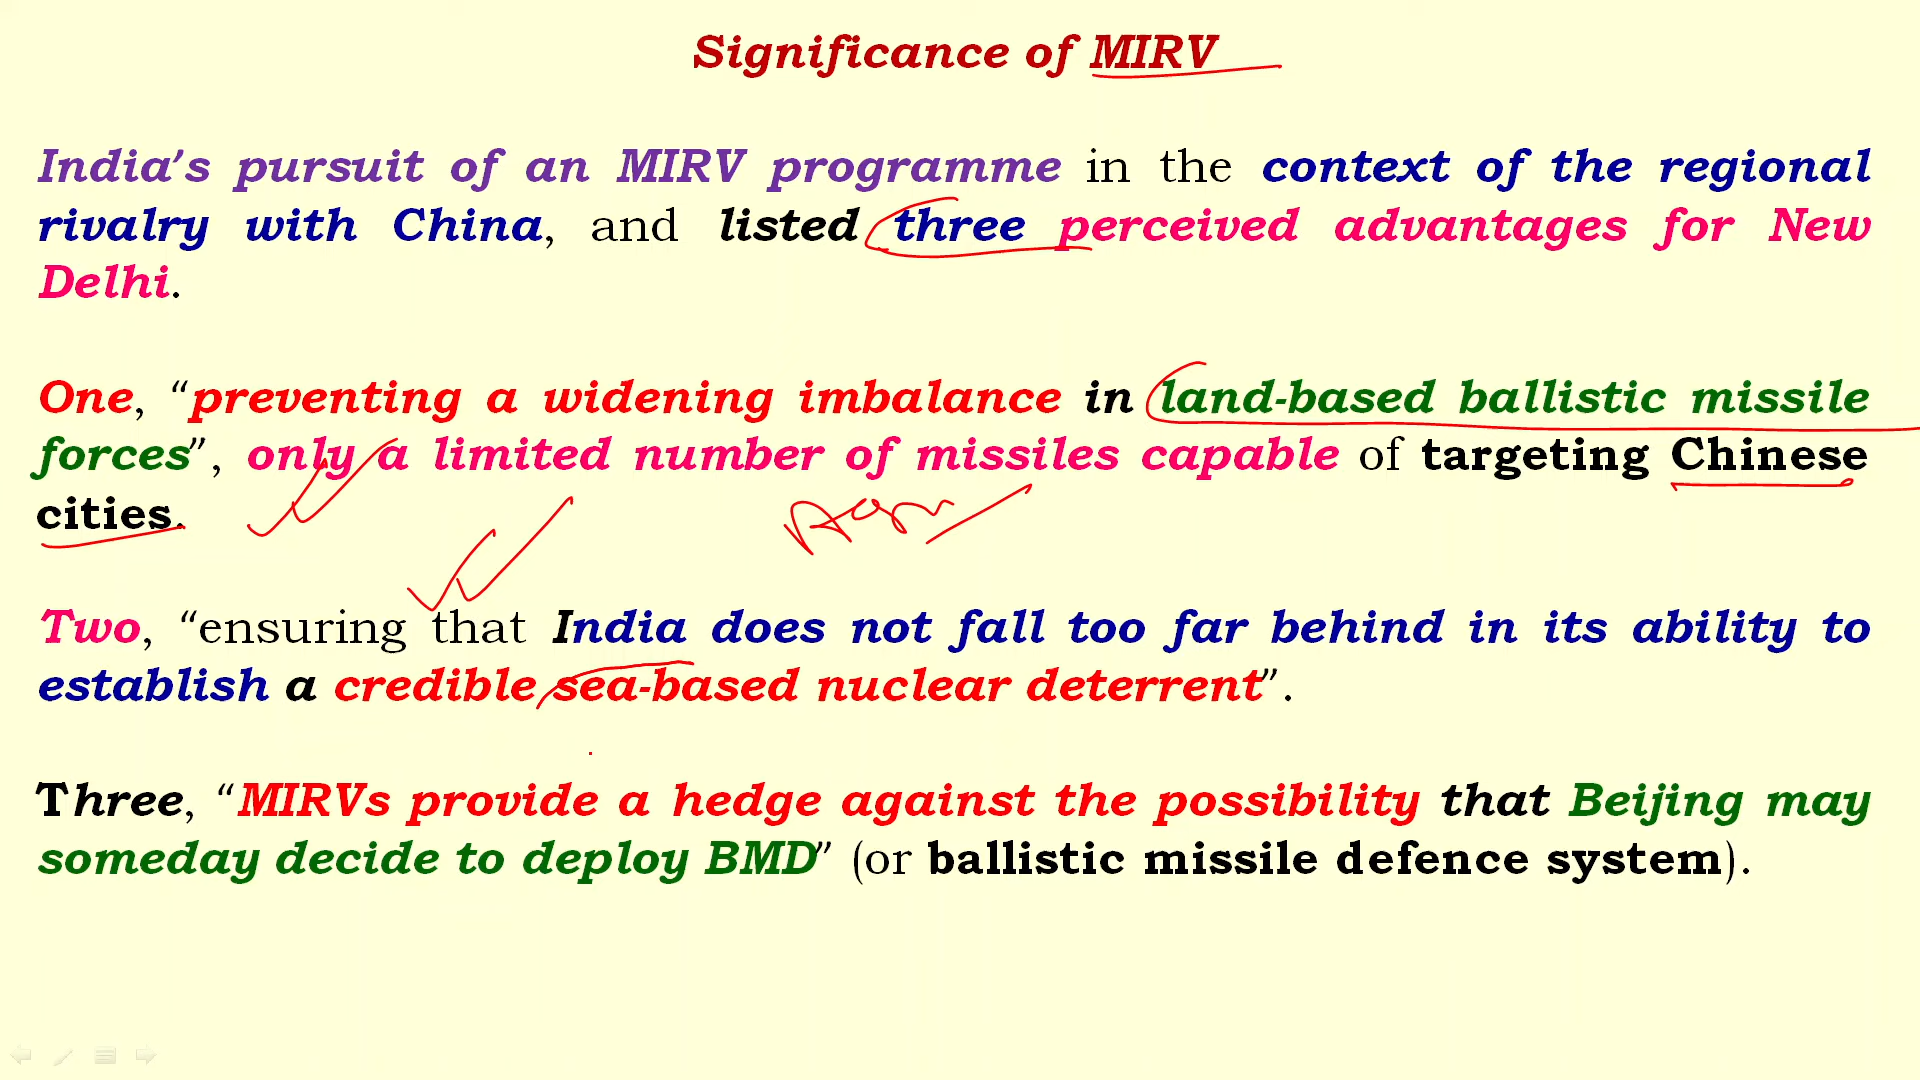 Significance of MIRV
India's pursuit of an MIRV programme in the context of the regional
rivalry with China, and listed three perceived advantages for New
Delhi.
One, “preventing a widening imbalance in land-based ballistic missile
forces”, only a limited number of missiles capable of targeting Chinese
cities.
Two, “ensuring that India does not fall too far behind in its ability to
establish a credible sea-based nuclear deterrent”.
Three, “MIRVs provide a hedge against the possibility that Beijing may
someday decide to deploy BMD” (or ballistic missile defence system).